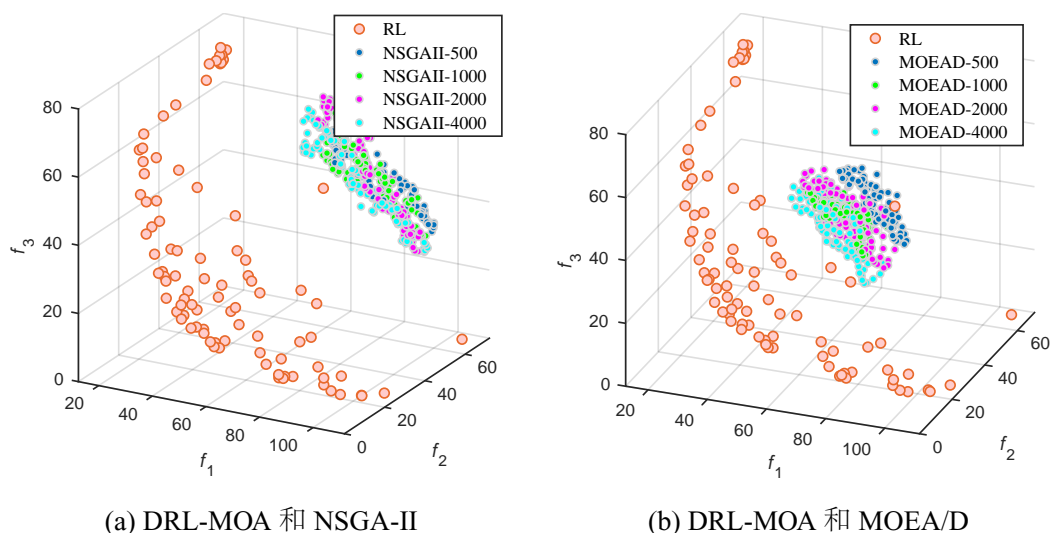 RL
NSGAII-500
NSGAII-1000
NSGAII-2000
NSGAII-4000
80
60
40
20
0
f3
20
40
60
80
100
f1
0
20
40
60
f2
(a) DRL-MOA 和 NSGA-II
RL
MOEAD-500
MOEAD-1000
MOEAD-2000
MOEAD-4000
80
60
40
20
0
f3
20
40
60
80
100
f1
0
20
40
60
f2
(b) DRL-MOA 和 MOEA/D